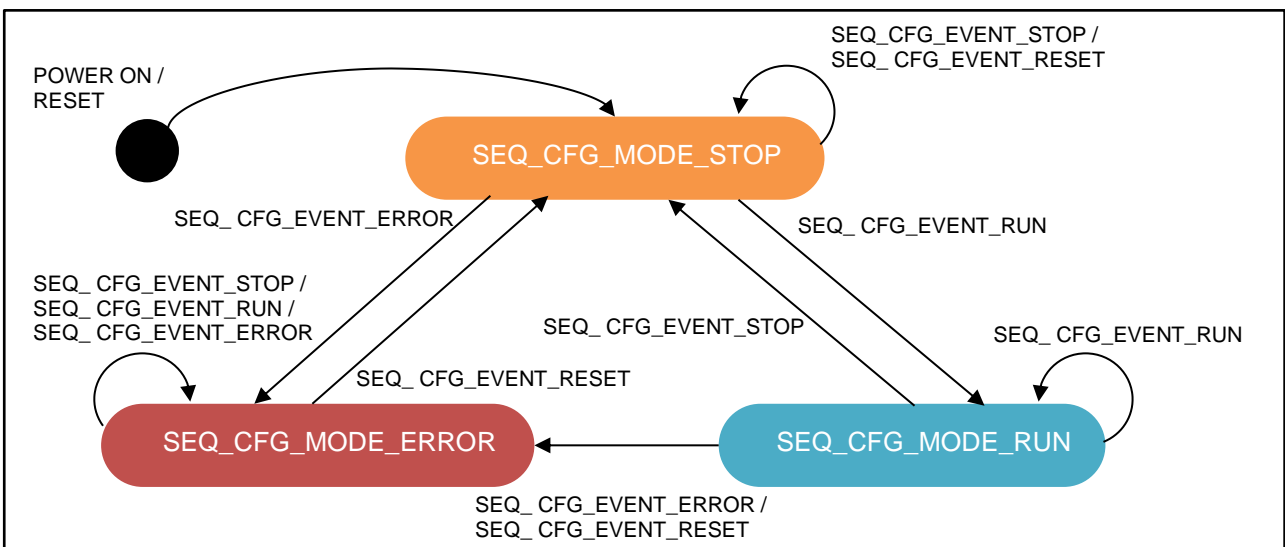 SEQ_CFG_EVENT_STOP /
SEQ_ CFG_EVENT_RESET
POWER ON /
RESET
SEQ_CFG_MODE_STOP
SEQ_ CFG_EVENT_ERROR
SEQ_ CFG_EVENT_RUN
SEQ_ CFG_EVENT_STOP /
SEQ_ CFG_EVENT_RUN /
SEQ_ CFG_EVENT_ERROR
SEQ_ CFG_EVENT_STOP
SEQ_ CFG_EVENT_RUN
SEQ_ CFG_EVENT_RESET
SEQ_CFG_MODE_ERROR
SEQ_CFG_MODE_RUN
SEQ_ CFG_EVENT_ERROR /
SEQ_ CFG_EVENT_RESET